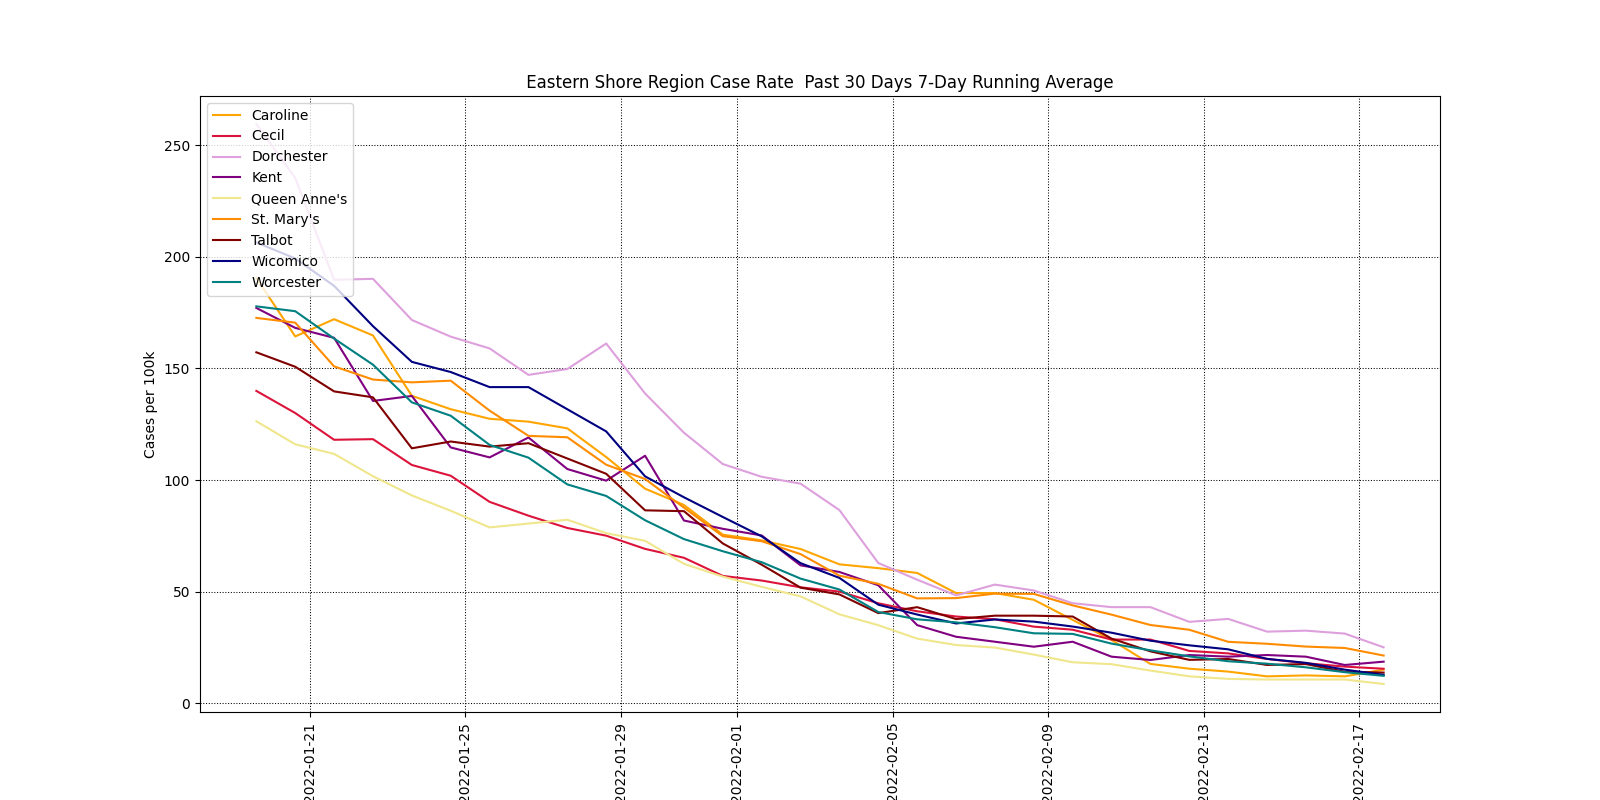 Eastern Shore Region Case Rate  Past 30 Days 7-Day Running Average
Caroline
Cecil
Dorchester
Kent
Queen Anne's
St. Mary's
Talbot
Wicomico
Worcester
Cases per 100k
250
200
150
100
50
0
2022-01-21
2022-01-25
2022-01-29
2022-02-01
2022-02-05
2022-02-09
2022-02-13
2022-02-17